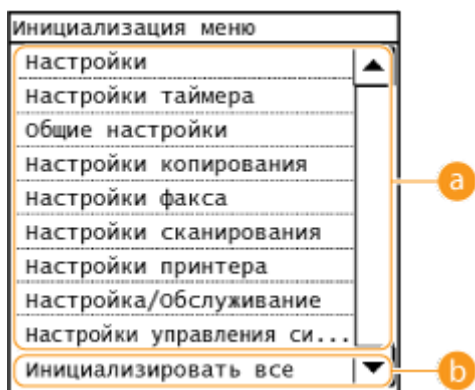 Инициализация меню
Настройки
Настройки таймера
Общие настройки
Настройки копирования
Настройки факса
Настройки сканирования
Настройки принтера
Настройка/Обслуживание
Настройки управления си...
Инициализировать все
a
b